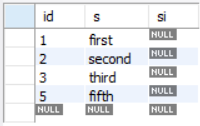 id s si
1 first NULL
2 second NULL
3 third NULL
5 fifth NULL
NULL NULL NULL